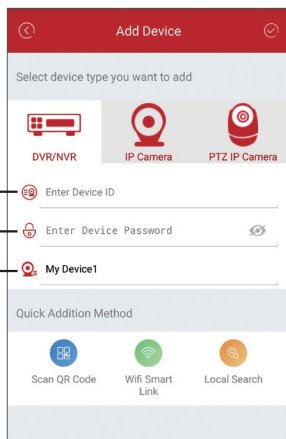 Add Device
Select device type you want to add
DVR/NVR IP Camera PTZ IP Camera
Enter Device ID
Enter Device Password
My Device1
Quick Addition Method
Scan QR Code Wifi Smart Local Search
Link